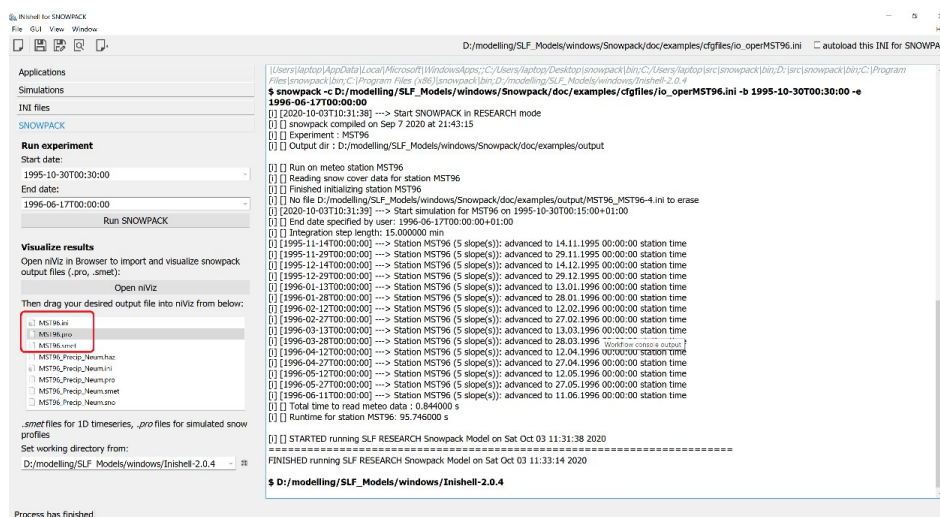 INIshell for SNOWPACK
File GUI View Window
D:/modelling/SLF_Models/windows/Snowpack/doc/examples/cfgfiles/io_operMST96.ini autoload this INI for SNOWPA
Applications
Simulations
INI files
SNOWPACK
Run experiment
Start date:
1995-10-30T00:30:00
End date:
1996-06-17T00:00:00
Run SNOWPACK
Visualize results
Open niViz in Browser to import and visualize snowpack
output files (.pro, .smet):
Open niViz
Then drag your desired output file into niViz from below:
MST96.ini
MST96.pro
MST96.smet
MST96_Precip_Neum.haz
MST96_Precip_Neum.ini
MST96_Precip_Neum.pro
MST96_Precip_Neum.smet
MST96_Precip_Neum.sno
.smet files for 1D timeseries, .pro files for simulated snow
profiles
Set working directory from:
D:/modelling/SLF_Models/windows/Inishell-2.0.4
\Users\laptop\AppData\Local\Microsoft\WindowsApps;;C:/Users/laptop/Desktop\snowpack\bin;C:/Users/laptop\src\snowpack\bin;D:\src\snowpack\bin;C:\Program
Files\snowpack\bin;C:\Program Files (x86)\snowpack\bin;D:/modelling/SLF_Models/windows/Inishell-2.0.4
$ snowpack -c D:/modelling/SLF_Models/windows/Snowpack/doc/examples/cfgfiles/io_operMST96.ini -b 1995-10-30T00:30:00 -e
1996-06-17T00:00:00
[i] [2020-10-03T10:31:38] ---> Start SNOWPACK in RESEARCH mode
[i] [] snowpack compiled on Sep 7 2020 at 21:43:15
[i] [] Experiment : MST96
[i] [] Output dir : D:/modelling/SLF_Models/windows/Snowpack/doc/examples/output
[i] [] Run on meteo station MST96
[i] [] Reading snow cover data for station MST96
[i] [] Finished initializing station MST96
[i] [] No file D:/modelling/SLF_Models/windows/Snowpack/doc/examples/output/MST96_MST96-4.ini to erase
[i] [2020-10-03T10:31:39] ---> Start simulation for MST96 on 1995-10-30T00:15:00+01:00
[i] [] End date specified by user: 1996-06-17T00:00:00+01:00
[i] [] Integration step length: 15.000000 min
[i] [1995-11-14T00:00:00] ---> Station MST96 (5 slope(s)): advanced to 14.11.1995 00:00:00 station time
[i] [1995-11-29T00:00:00] ---> Station MST96 (5 slope(s)): advanced to 29.11.1995 00:00:00 station time
[i] [1995-12-14T00:00:00] ---> Station MST96 (5 slope(s)): advanced to 14.12.1995 00:00:00 station time
[i] [1995-12-29T00:00:00] ---> Station MST96 (5 slope(s)): advanced to 29.12.1995 00:00:00 station time
[i] [1996-01-13T00:00:00] ---> Station MST96 (5 slope(s)): advanced to 13.01.1996 00:00:00 station time
[i] [1996-01-28T00:00:00] ---> Station MST96 (5 slope(s)): advanced to 28.01.1996 00:00:00 station time
[i] [1996-02-12T00:00:00] ---> Station MST96 (5 slope(s)): advanced to 12.02.1996 00:00:00 station time
[i] [1996-02-27T00:00:00] ---> Station MST96 (5 slope(s)): advanced to 27.02.1996 00:00:00 station time
[i] [1996-03-13T00:00:00] ---> Station MST96 (5 slope(s)): advanced to 13.03.1996 00:00:00 station time
[i] [1996-03-28T00:00:00] ---> Station MST96 (5 slope(s)): advanced to 28.03.1996 00:00:00 station time
Workflow console output
[i] [1996-04-12T00:00:00] ---> Station MST96 (5 slope(s)): advanced to 12.04.1996 00:00:00 station time
[i] [1996-04-27T00:00:00] ---> Station MST96 (5 slope(s)): advanced to 27.04.1996 00:00:00 station time
[i] [1996-05-12T00:00:00] ---> Station MST96 (5 slope(s)): advanced to 12.05.1996 00:00:00 station time
[i] [1996-05-27T00:00:00] ---> Station MST96 (5 slope(s)): advanced to 27.05.1996 00:00:00 station time
[i] [1996-06-11T00:00:00] ---> Station MST96 (5 slope(s)): advanced to 11.06.1996 00:00:00 station time
[i] [] Total time to read meteo data : 0.844000 s
[i] [] Runtime for station MST96: 95.746000 s
[i] [] STARTED running SLF RESEARCH Snowpack Model on Sat Oct 03 11:31:38 2020
========================================================================
FINISHED running SLF RESEARCH Snowpack Model on Sat Oct 03 11:33:14 2020
$ D:/modelling/SLF_Models/windows/Inishell-2.0.4
Process has finished